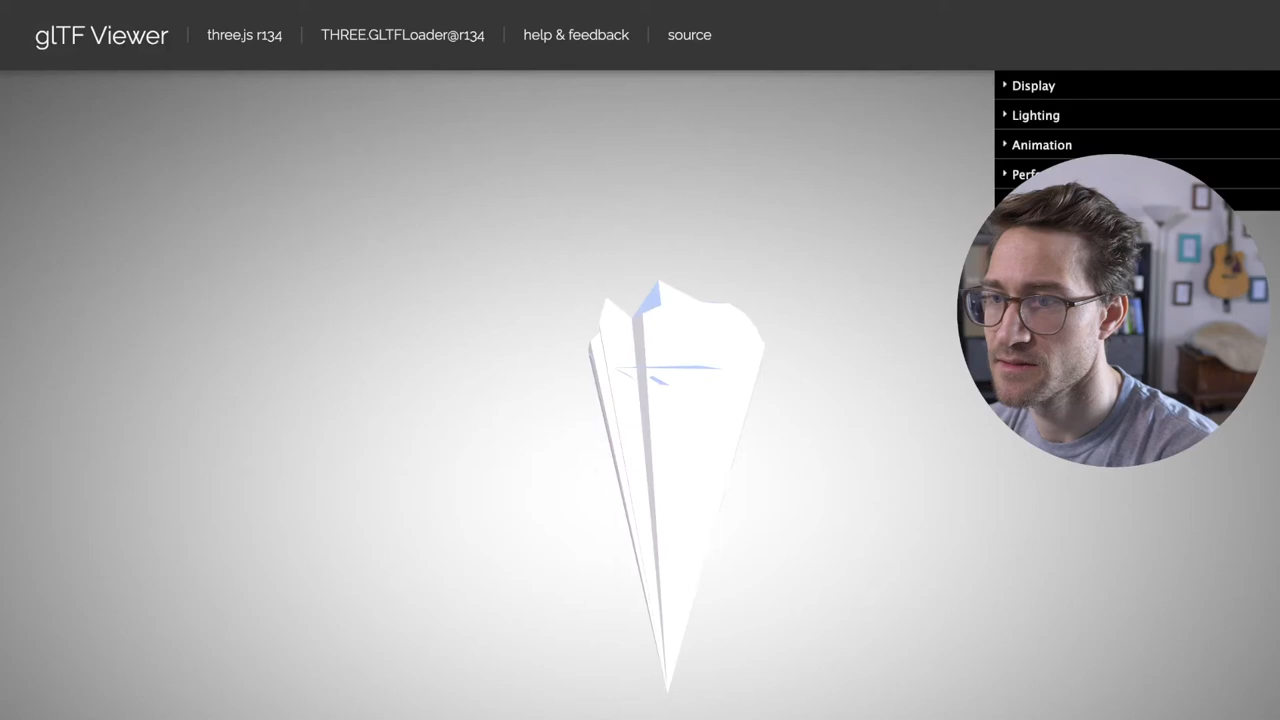 glTF Viewer three.js r134 THREE.GLTFLoader@r134 help & feedback source
Display
Lighting
Animation